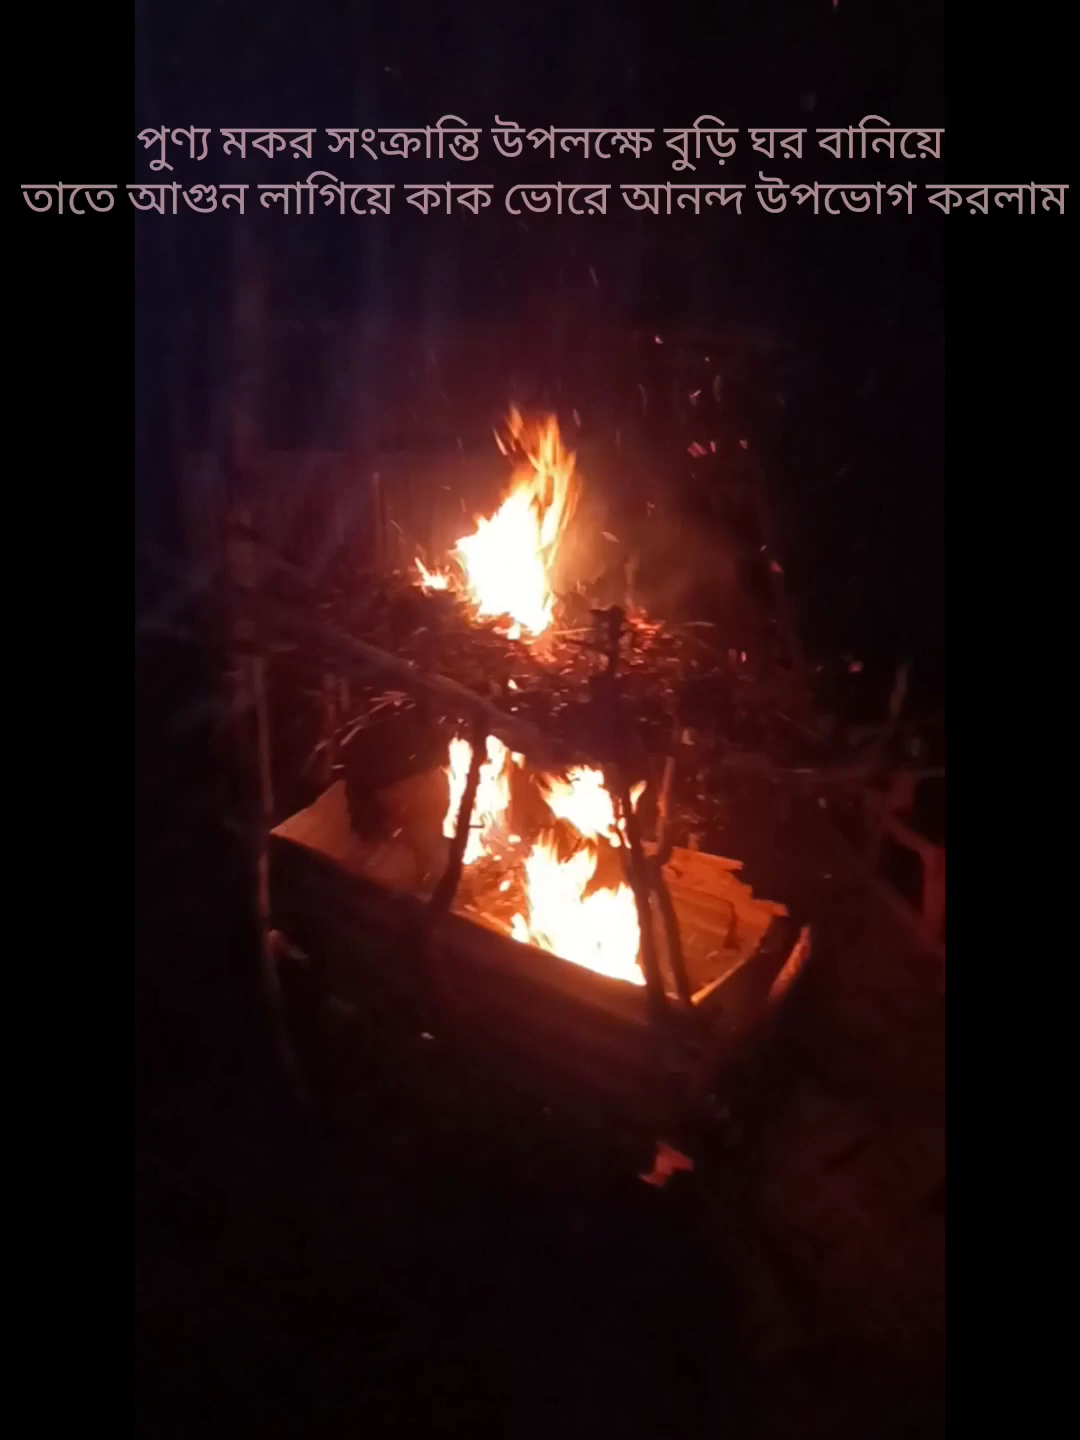 পুণ্য মকর সংক্রান্তি উপলক্ষে বুড়ি ঘর বানিয়ে
তাতে আগুন লাগিয়ে কাক ভোরে আনন্দ উপভোগ করলাম